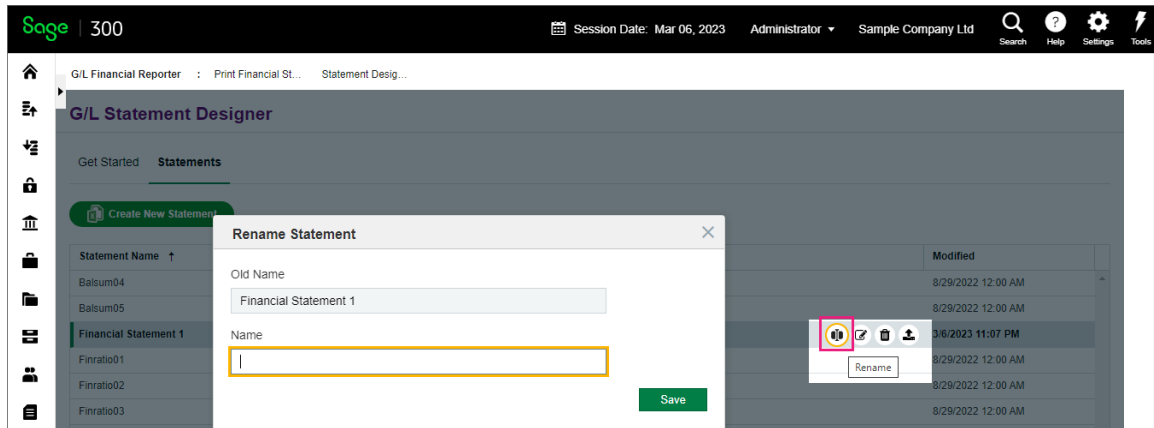 Sage 300
Session Date: Mar 06, 2023 Administrator Sample Company Ltd Search Help Settings Tools
G/L Financial Reporter : Print Financial St... Statement Desig...
G/L Statement Designer
Get Started Statements
Create New Statement
Rename Statement
Statement Name Modified
Old Name
Balsum04 8/29/2022 12:00 AM
Financial Statement 1
Balsum05 8/29/2022 12:00 AM
Financial Statement 1 3/6/2023 11:07 PM
Name
Finratio01 8/29/2022 12:00 AM
Rename
Finratio02 8/29/2022 12:00 AM
Save
Finratio03 8/29/2022 12:00 AM